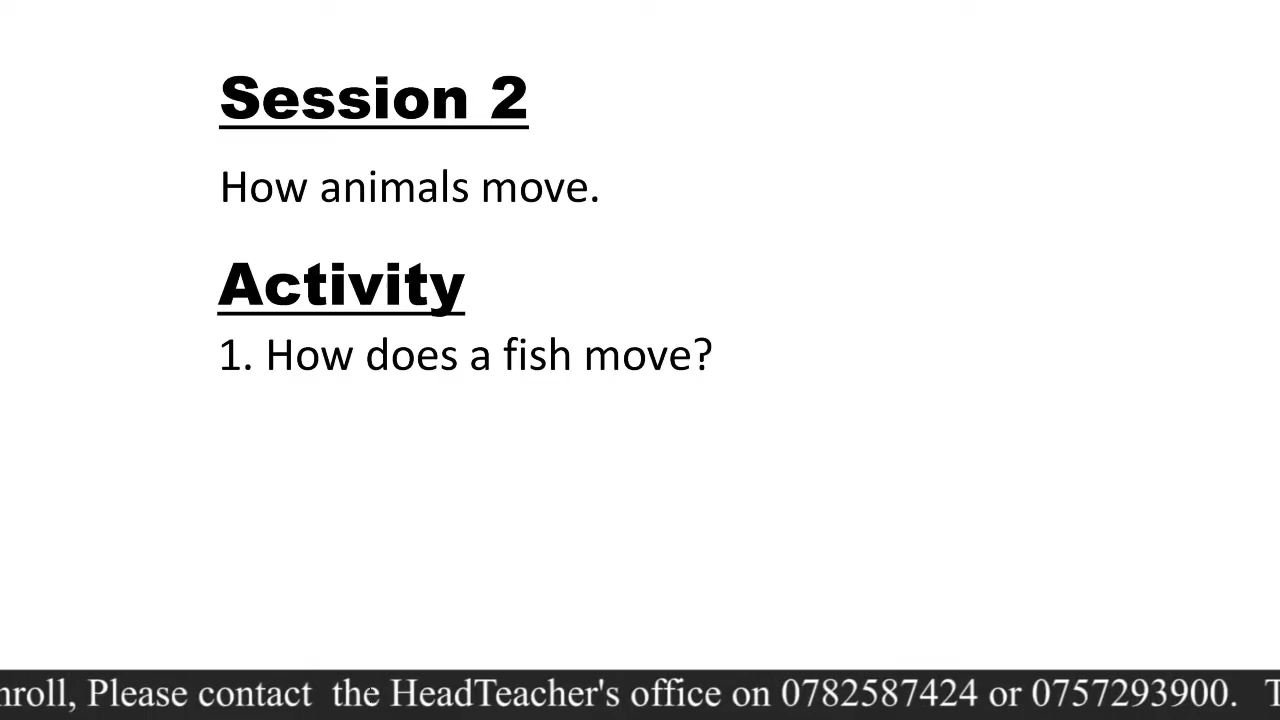 Session 2
How animals move.
Activity
1. How does a fish move?
nroll, Please contact  the HeadTeacher's office on 0782587424 or 0757293900.   T